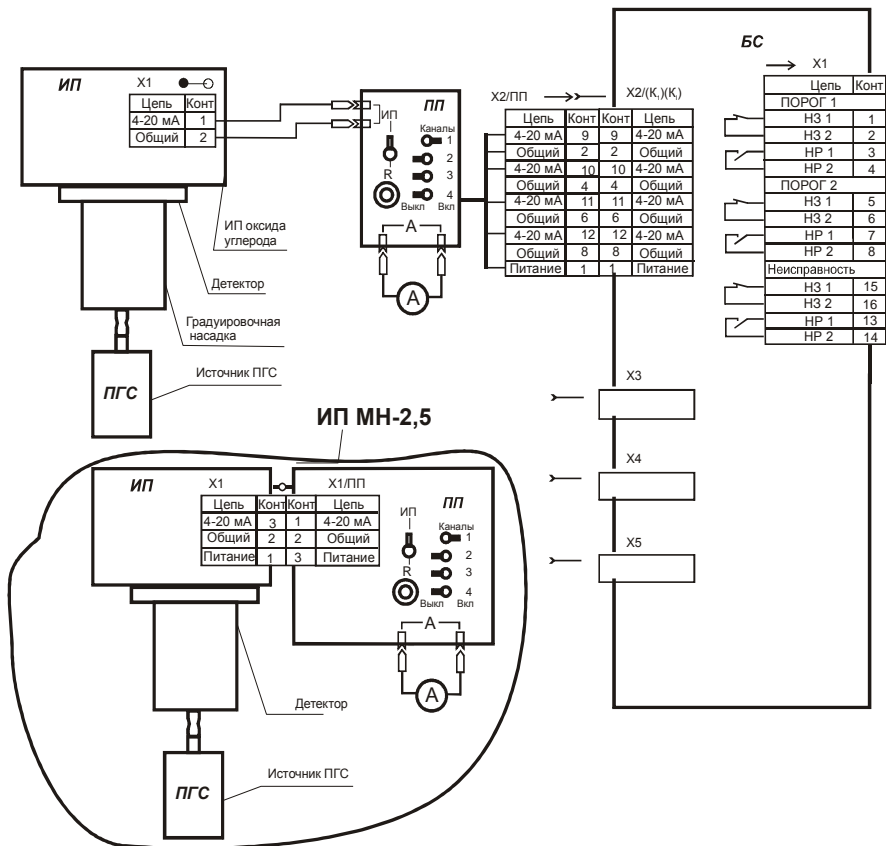 БС
X1
Цепь Конт
ПОРОГ 1
НЗ 1 1
НЗ 2 2
НР 1 3
НР 2 4
ПОРОГ 2
НЗ 1 5
НЗ 2 6
НР 1 7
НР 2 8
Неисправность
НЗ 1 15
НЗ 2 16
НР 1 13
НР 2 14
ИП
X1
Цепь Конт
4-20 мА 1
Общий 2
ПП
ИП
Каналы
1
2
R
3
4
Выкл Вкл
А
А
X2/ПП X2/(К₁)(К₁)
Цепь Конт Конт Цепь
4-20 мА 9 9 4-20 мА
Общий 2 2 Общий
4-20 мА 10 10 4-20 мА
Общий 4 4 Общий
4-20 мА 11 11 4-20 мА
Общий 6 6 Общий
4-20 мА 12 12 4-20 мА
Общий 8 8 Общий
Питание 1 1 Питание
ИП оксида
углерода
Детектор
Градуировочная
насадка
Источник ПГС
ПГС
X3
X4
X5
ИП МН-2,5
ИП
X1 X1/ПП
Цепь Конт Конт Цепь
4-20 мА 3 1 4-20 мА
Общий 2 2 Общий
Питание 1 3 Питание
ПП
ИП
Каналы
1
2
R
3
4
Выкл Вкл
А
А
Детектор
Источник ПГС
ПГС